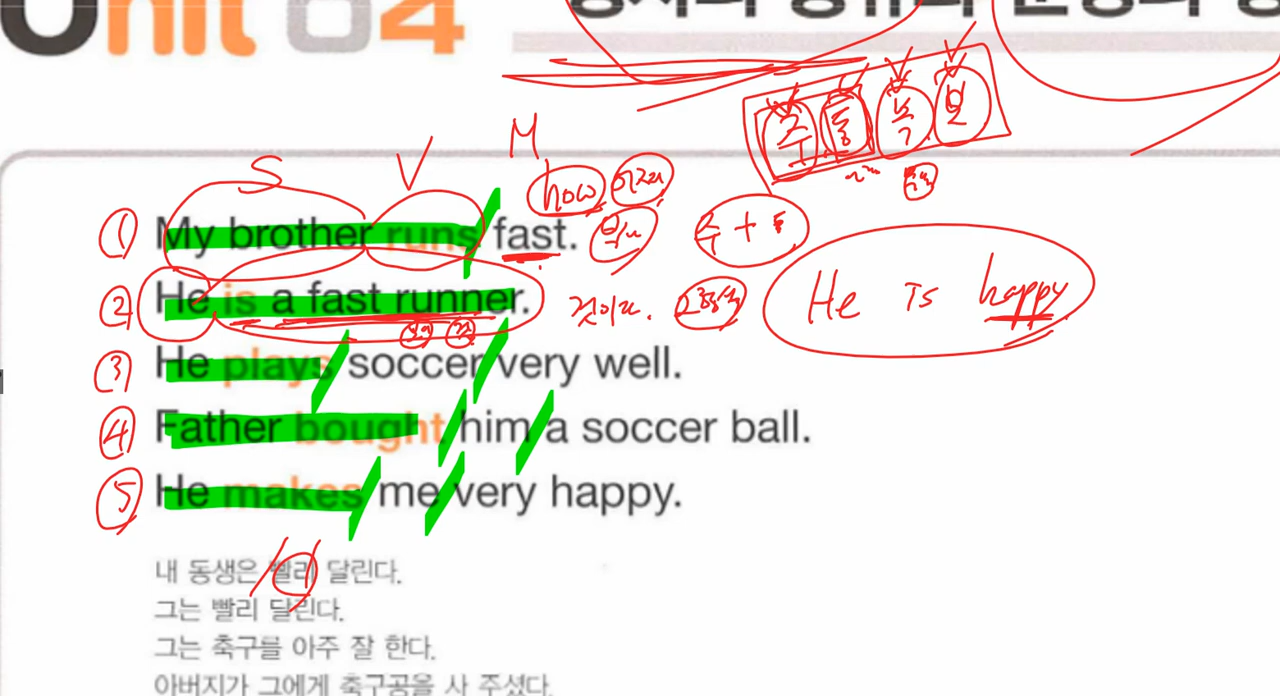 Unit 04
주 동 목 보
S V M
how 어찌
① My brother runs fast. 부사 주 + 동
② He is a fast runner. 것이다. He is happy
③ He plays soccer very well.
④ Father bought him a soccer ball.
⑤ He makes me very happy.
내 동생은 빨리 달린다.
그는 빨리 달린다.
그는 축구를 아주 잘 한다.
아버지가 그에게 축구공을 사 주셨다.